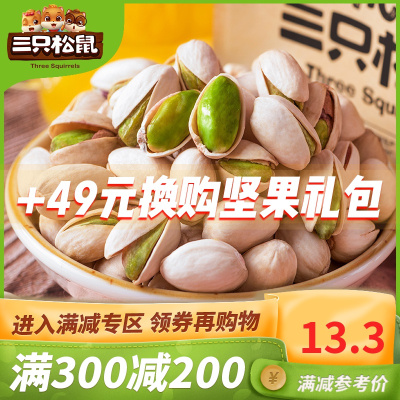 三只松鼠
Three Squirrels
三只松
Three Squ
+49元换购坚果礼包
进入满减专区 领券再购物
13.3
满300减200
¥
满减参考价